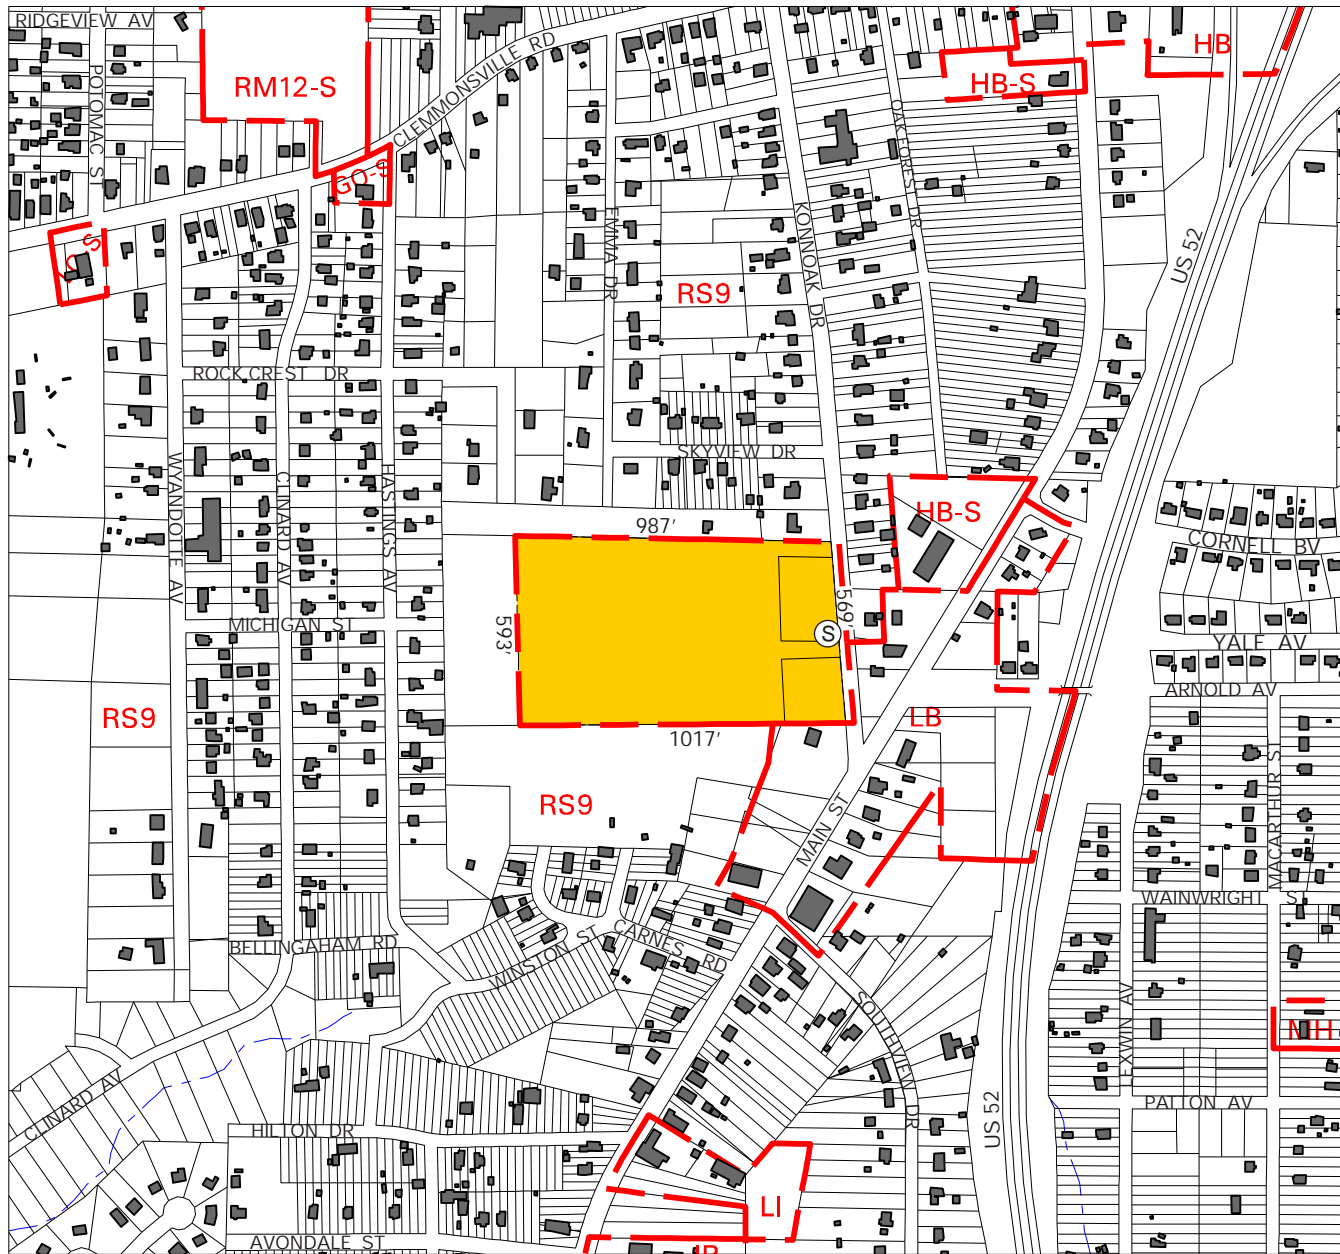 RIDGEVIEW AV
HB
RM12-S
HB-S
CLEMMONSVILLE RD
POTOMAC ST
OAKCREST DR
GO-S
EMMA DR
KONNOAK DR
US 52
RS9
ROCKCREST DR
SKYVIEW DR
WYANDOTTE AV
CLINARD AV
HASTINGS AV
HB-S
987'
CORNELL BV
593'
569'
MICHIGAN ST
S
YALE AV
ARNOLD AV
RS9
LB
1017'
MACARTHUR ST
RS9
MAIN ST
WAINWRIGHT ST
BELLINGAHAM RD
WINSTON ST
CARNES RD
LEXWIN AV
SOUTHVIEW DR
MH
CLINARD AV
US 52
PATTON AV
HILTON DR
LI
AVONDALE ST